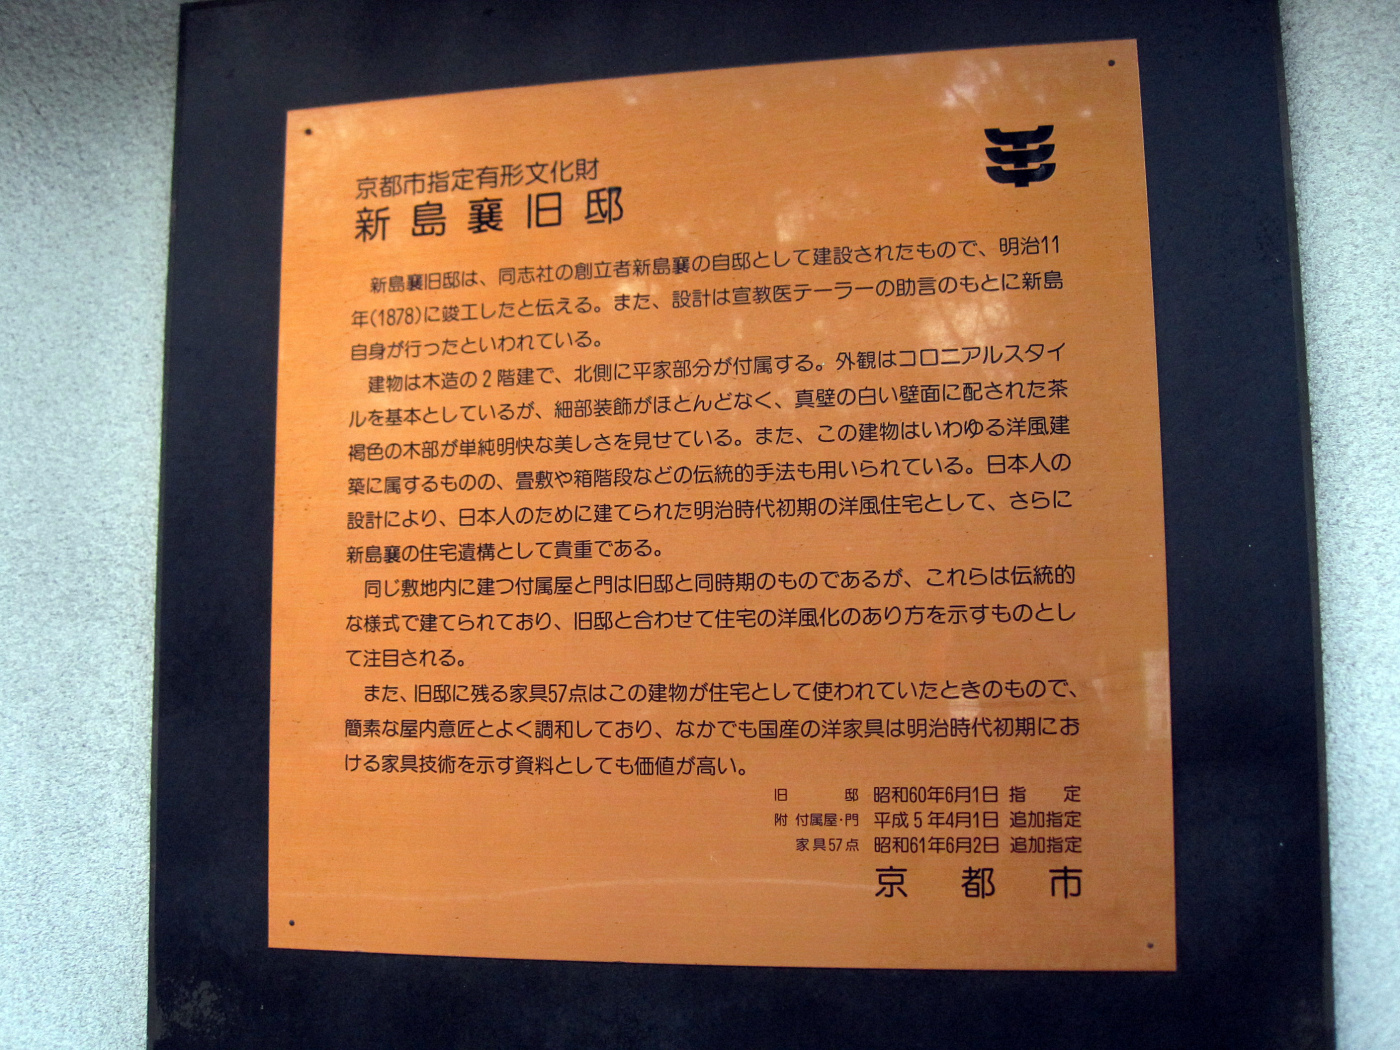 京都市指定有形文化財
新島襄旧邸
新島襄旧邸は、同志社の創立者新島襄の自邸として建設されたもので、明治11
年(1878)に竣工したと伝える。また、設計は宣教医テーラーの助言のもとに新島
自身が行ったといわれている。
建物は木造の2階建で、北側に平家部分が付属する。外観はコロニアルスタイ
ルを基本としているが、細部装飾がほとんどなく、真壁の白い壁面に配された茶
褐色の木部が単純明快な美しさを見せている。また、この建物はいわゆる洋風建
築に属するものの、畳敷や箱階段などの伝統的手法も用いられている。日本人の
設計により、日本人のために建てられた明治時代初期の洋風住宅として、さらに
新島襄の住宅遺構として貴重である。
同じ敷地内に建つ付属屋と門は旧邸と同時期のものであるが、これらは伝統的
な様式で建てられており、旧邸と合わせて住宅の洋風化のあり方を示すものとし
て注目される。
また、旧邸に残る家具57点はこの建物が住宅として使われていたときのもので、
簡素な屋内意匠とよく調和しており、なかでも国産の洋家具は明治時代初期にお
ける家具技術を示す資料としても価値が高い。
旧 邸 昭和60年6月1日 指 定
附 付属屋・門 平成5年4月1日 追加指定
家具57点 昭和61年6月2日 追加指定
京都市